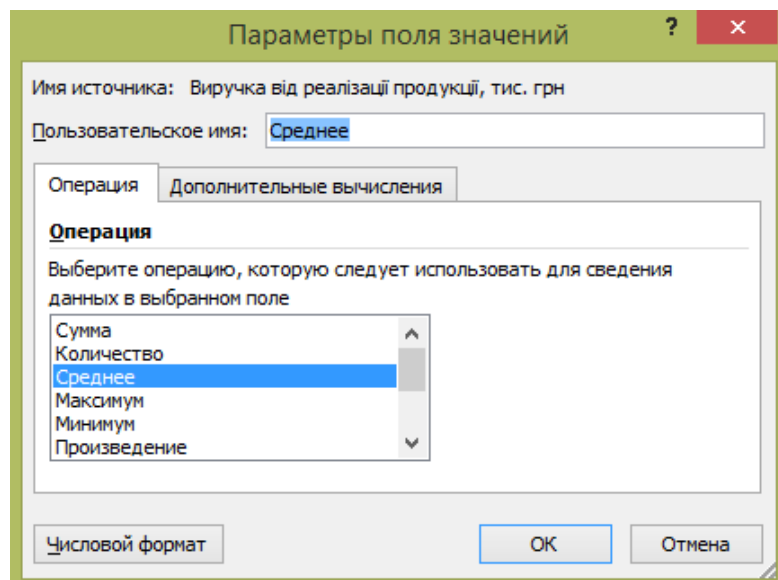 Параметры поля значений ? ×
Имя источника: Виручка від реалізації продукції, тис. грн
Пользовательское имя: Среднее
Операция Дополнительные вычисления
Операция
Выберите операцию, которую следует использовать для сведения
данных в выбранном поле
Сумма
Количество
Среднее
Максимум
Минимум
Произведение
Числовой формат ОК Отмена